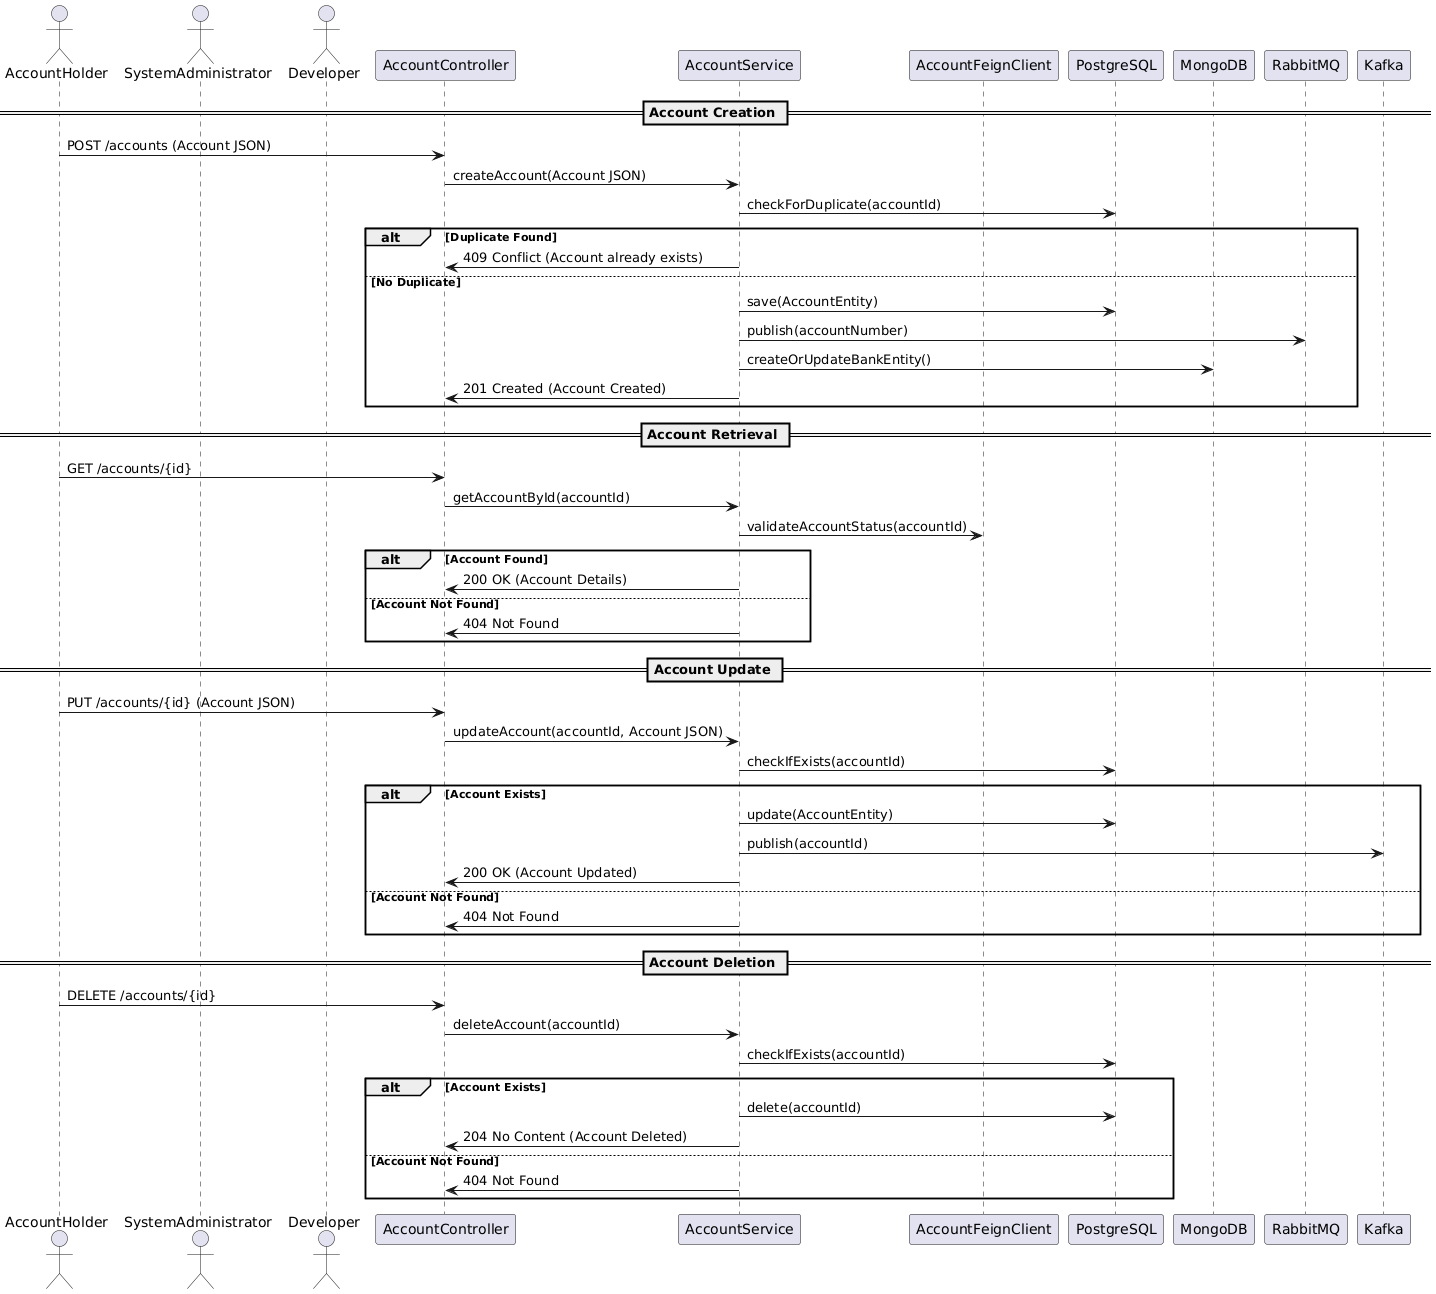 AccountHolder
SystemAdministrator
Developer
AccountController
AccountService
AccountFeignClient
PostgreSQL
MongoDB
RabbitMQ
Kafka
Account Creation
POST /accounts (Account JSON)
createAccount(Account JSON)
checkForDuplicate(accountId)
alt [Duplicate Found]
409 Conflict (Account already exists)
[No Duplicate]
save(AccountEntity)
publish(accountNumber)
createOrUpdateBankEntity()
201 Created (Account Created)
Account Retrieval
GET /accounts/{id}
getAccountById(accountId)
validateAccountStatus(accountId)
alt [Account Found]
200 OK (Account Details)
[Account Not Found]
404 Not Found
Account Update
PUT /accounts/{id} (Account JSON)
updateAccount(accountId, Account JSON)
checkIfExists(accountId)
alt [Account Exists]
update(AccountEntity)
publish(accountId)
200 OK (Account Updated)
[Account Not Found]
404 Not Found
Account Deletion
DELETE /accounts/{id}
deleteAccount(accountId)
checkIfExists(accountId)
alt [Account Exists]
delete(accountId)
204 No Content (Account Deleted)
[Account Not Found]
404 Not Found
AccountHolder
SystemAdministrator
Developer
AccountController
AccountService
AccountFeignClient
PostgreSQL
MongoDB
RabbitMQ
Kafka